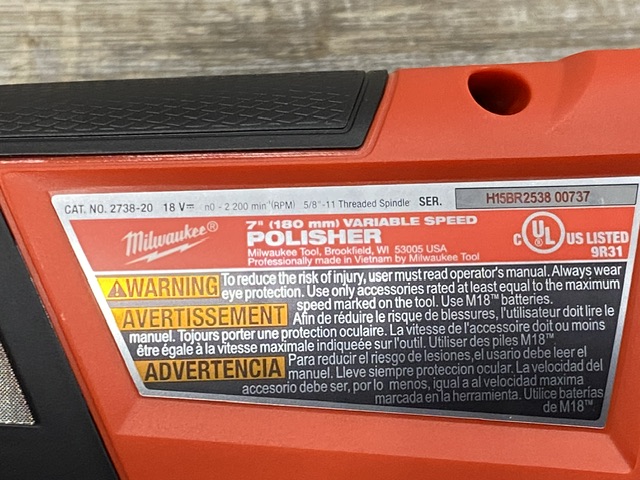 CAT. NO. 2738-20 18 V⎓ n0 - 2 200 min⁻¹(RPM) 5/8"-11 Threaded Spindle SER. H15BR2538 00737
Milwaukee®
7" (180 mm) VARIABLE SPEED
POLISHER
Milwaukee Tool, Brookfield, WI 53005 USA
Professionally made in Vietnam by Milwaukee Tool
C UL® US LISTED
9R31
WARNING To reduce the risk of injury, user must read operator's manual. Always wear
eye protection. Use only accessories rated at least equal to the maximum
speed marked on the tool. Use M18™ batteries.
AVERTISSEMENT Afin de réduire le risque de blessures, l'utilisateur doit lire le
manuel. Toujours porter une protection oculaire. La vitesse de l'accessoire doit ou moins
être égale à la vitesse maximale indiquée sur l'outil. Utiliser des piles M18™
ADVERTENCIA Para reducir el riesgo de lesiones, el usario debe leer el
manuel. Lleve siempre protección ocular. La velocidad del
accesorio debe ser, por lo menos, igual a al velocidad máxima
marcada en la herramienta. Utilice baterías
de M18™